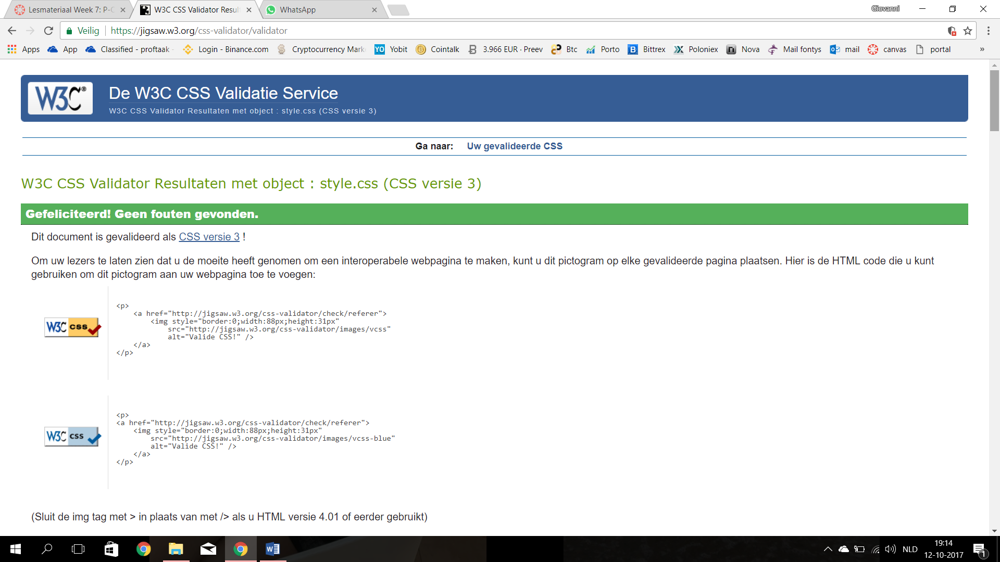 Lesmateriaal Week 7: P-C
W3C CSS Validator Resul
WhatsApp
Giovanni
Veilig
https://jigsaw.w3.org/css-validator/validator
Apps
App
Classified - proftaak -
Login - Binance.com
Cryptocurrency Mark
YO
Yobit
Cointalk
3.966 EUR · Preev
Btc
Porto
B
Bittrex
Poloniex
Nova
Mail fontys
mail
canvas
portal
»
W3C®
De W3C CSS Validatie Service
W3C CSS Validator Resultaten met object : style.css (CSS versie 3)
Ga naar: Uw gevalideerde CSS
W3C CSS Validator Resultaten met object : style.css (CSS versie 3)
Gefeliciteerd! Geen fouten gevonden.
Dit document is gevalideerd als CSS versie 3 !
Om uw lezers te laten zien dat u de moeite heeft genomen om een interoperabele webpagina te maken, kunt u dit pictogram op elke gevalideerde pagina plaatsen. Hier is de HTML code die u kunt
gebruiken om dit pictogram aan uw webpagina toe te voegen:
W3C css
<p>
<a href="http://jigsaw.w3.org/css-validator/check/referer">
<img style="border:0;width:88px;height:31px"
src="http://jigsaw.w3.org/css-validator/images/vcss"
alt="Valide CSS!" />
</a>
</p>
W3C css
<p>
<a href="http://jigsaw.w3.org/css-validator/check/referer">
<img style="border:0;width:88px;height:31px"
src="http://jigsaw.w3.org/css-validator/images/vcss-blue"
alt="Valide CSS!" />
</a>
</p>
(Sluit de img tag met > in plaats van met /> als u HTML versie 4.01 of eerder gebruikt)
NLD
19:14
12-10-2017
1